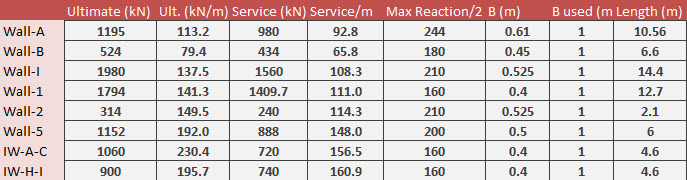 Ultimate (kN) Ult. (kN/m) Service (kN) Service/m Max Reaction/2 B (m) B used (m Length (m)
Wall-A 1195 113.2 980 92.8 244 0.61 1 10.56
Wall-B 524 79.4 434 65.8 180 0.45 1 6.6
Wall-I 1980 137.5 1560 108.3 210 0.525 1 14.4
Wall-1 1794 141.3 1409.7 111.0 160 0.4 1 12.7
Wall-2 314 149.5 240 114.3 210 0.525 1 2.1
Wall-5 1152 192.0 888 148.0 200 0.5 1 6
IW-A-C 1060 230.4 720 156.5 160 0.4 1 4.6
IW-H-I 900 195.7 740 160.9 160 0.4 1 4.6